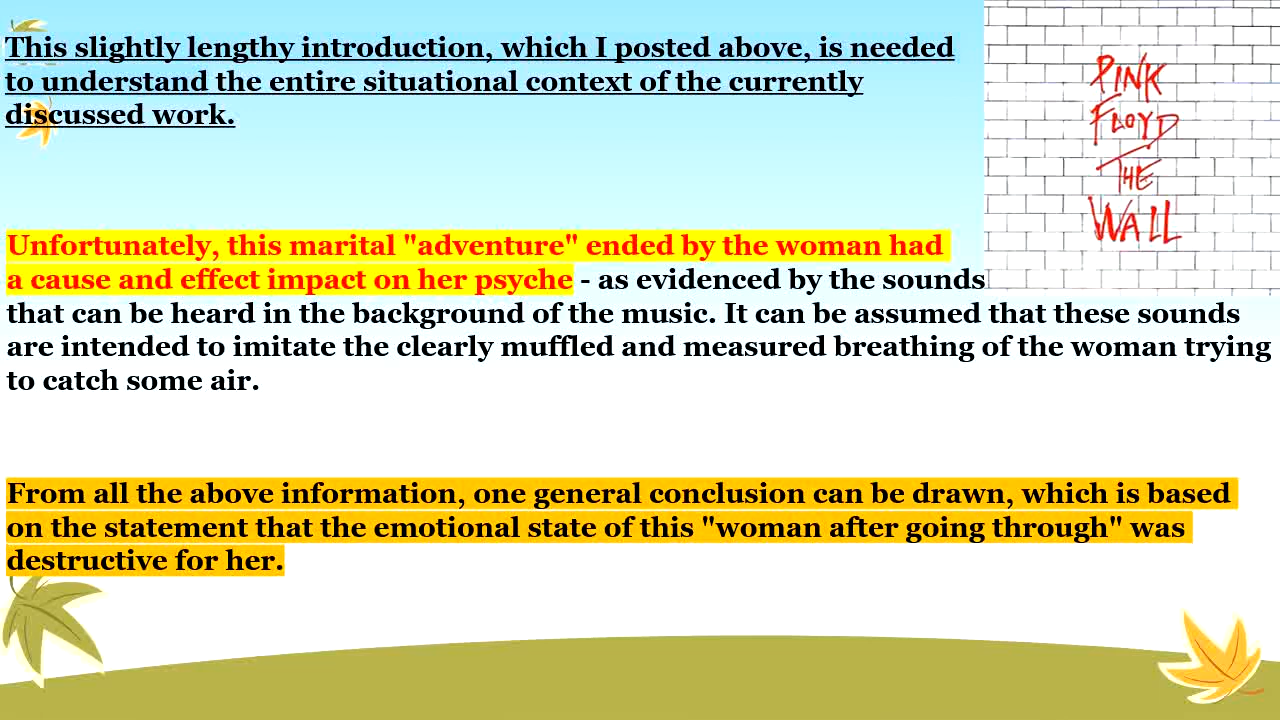 This slightly lengthy introduction, which I posted above, is needed
to understand the entire situational context of the currently
discussed work.
PINK
FLOYD
THE
WALL
Unfortunately, this marital "adventure" ended by the woman had
a cause and effect impact on her psyche - as evidenced by the sounds
that can be heard in the background of the music. It can be assumed that these sounds
are intended to imitate the clearly muffled and measured breathing of the woman trying
to catch some air.
From all the above information, one general conclusion can be drawn, which is based
on the statement that the emotional state of this "woman after going through" was
destructive for her.